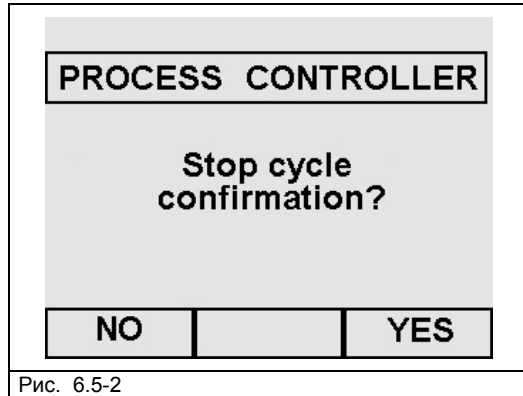 PROCESS CONTROLLER
Stop cycle
confirmation?
NO YES
Рис. 6.5-2